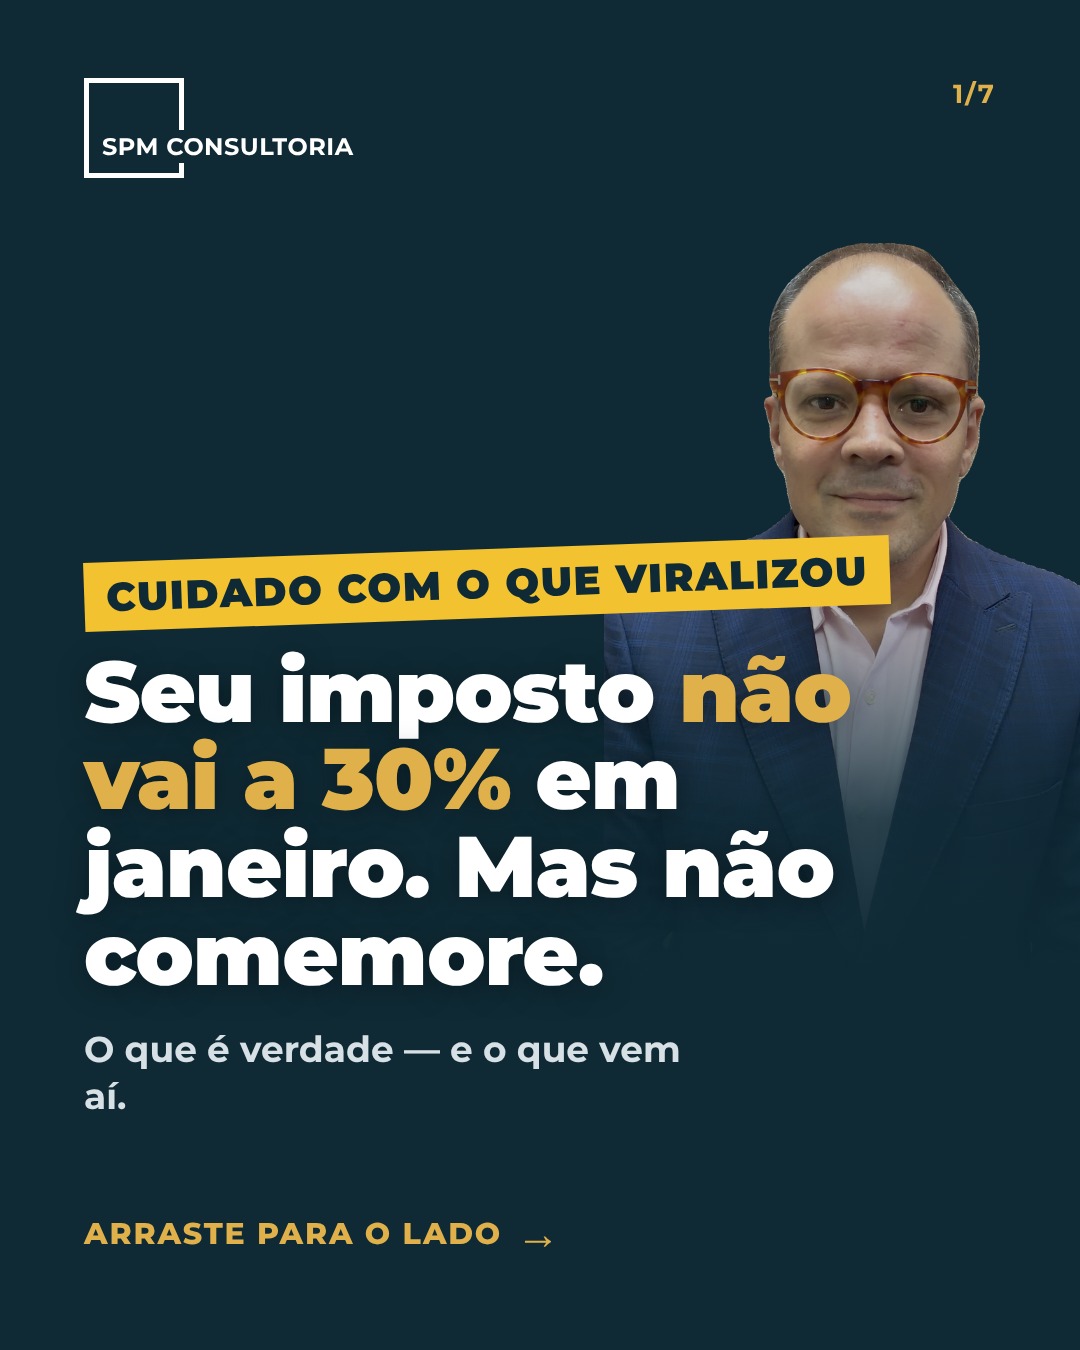 SPM CONSULTORIA
1/7
CUIDADO COM O QUE VIRALIZOU
Seu imposto não
vai a 30% em
janeiro. Mas não
comemore.
O que é verdade — e o que vem
aí.
ARRASTE PARA O LADO →